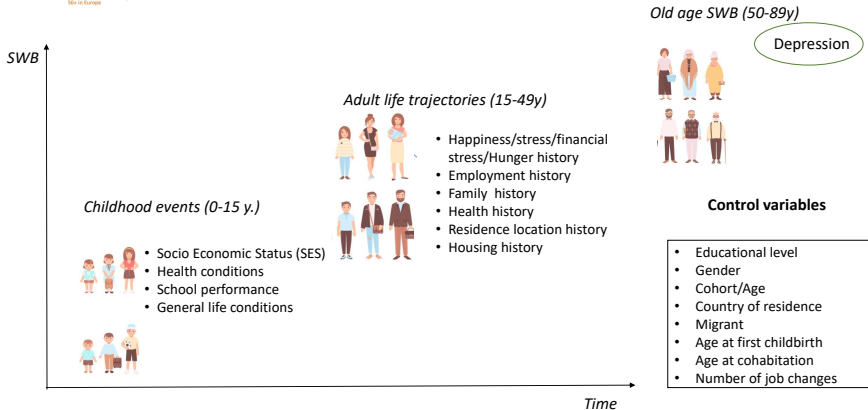 50+ in Europe
Old age SWB (50-89y)
Depression
SWB
Adult life trajectories (15-49y)
• Happiness/stress/financial
stress/Hunger history
• Employment history
• Family history
• Health history
• Residence location history
• Housing history
Childhood events (0-15 y.)
• Socio Economic Status (SES)
• Health conditions
• School performance
• General life conditions
Control variables
• Educational level
• Gender
• Cohort/Age
• Country of residence
• Migrant
• Age at first childbirth
• Age at cohabitation
• Number of job changes
Time